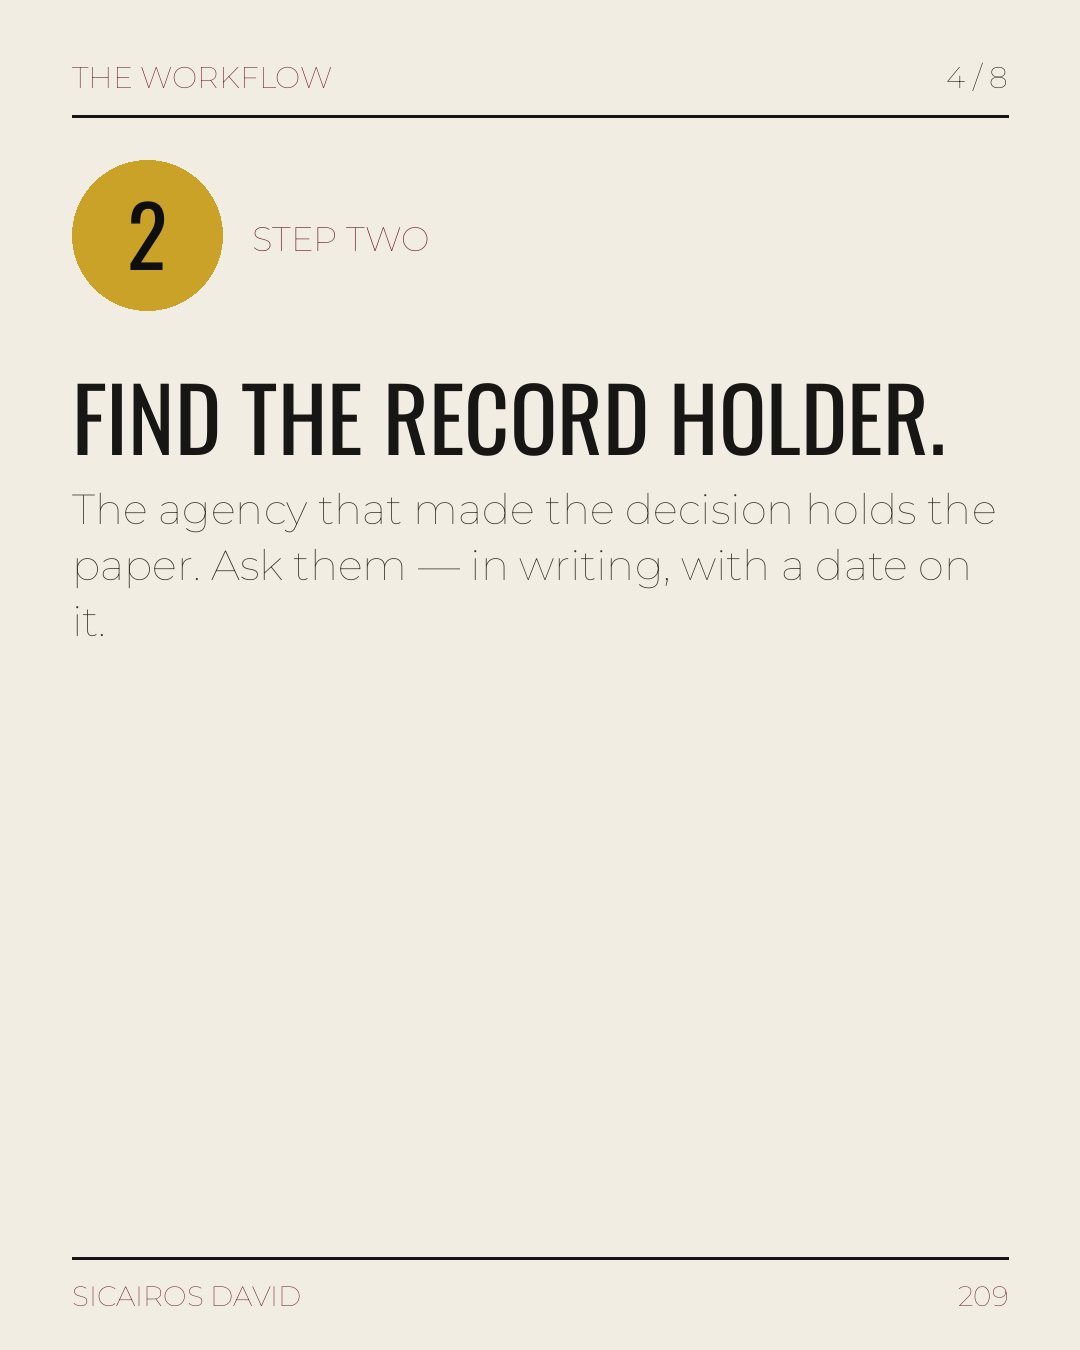 THE WORKFLOW
4 / 8
2
STEP TWO
FIND THE RECORD HOLDER.
The agency that made the decision holds the
paper. Ask them — in writing, with a date on
it.
SICAIROS DAVID
209